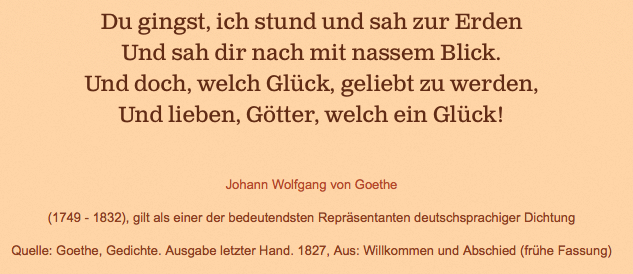 Du gingst, ich stund und sah zur Erden
Und sah dir nach mit nassem Blick.
Und doch, welch Glück, geliebt zu werden,
Und lieben, Götter, welch ein Glück!
Johann Wolfgang von Goethe
(1749 - 1832), gilt als einer der bedeutendsten Repräsentanten deutschsprachiger Dichtung
Quelle: Goethe, Gedichte. Ausgabe letzter Hand. 1827, Aus: Willkommen und Abschied (frühe Fassung)